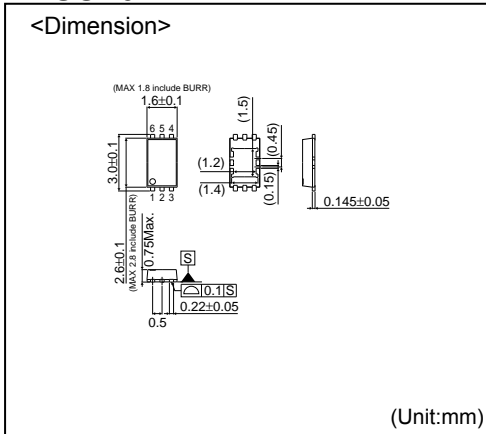 <Dimension>
(MAX 1.8 include BURR)
1.6±0.1
6 5 4
3.0±0.1
1 2 3
2.6±0.1
(MAX 2.8 include BURR)
0.75Max.
(1.5)
(0.45)
(1.2)
(1.4)
(0.15)
0.145±0.05
S
0.1 S
0.22±0.05
0.5
(Unit:mm)